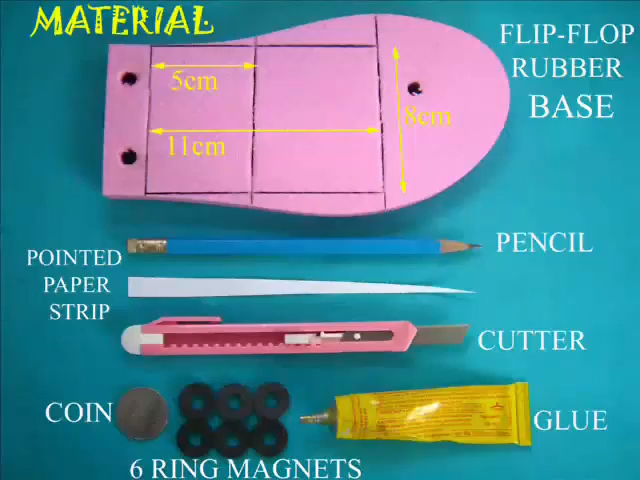 MATERIAL
FLIP-FLOP
RUBBER
BASE
5cm
8cm
11cm
PENCIL
POINTED
PAPER
STRIP
CUTTER
COIN
GLUE
6 RING MAGNETS